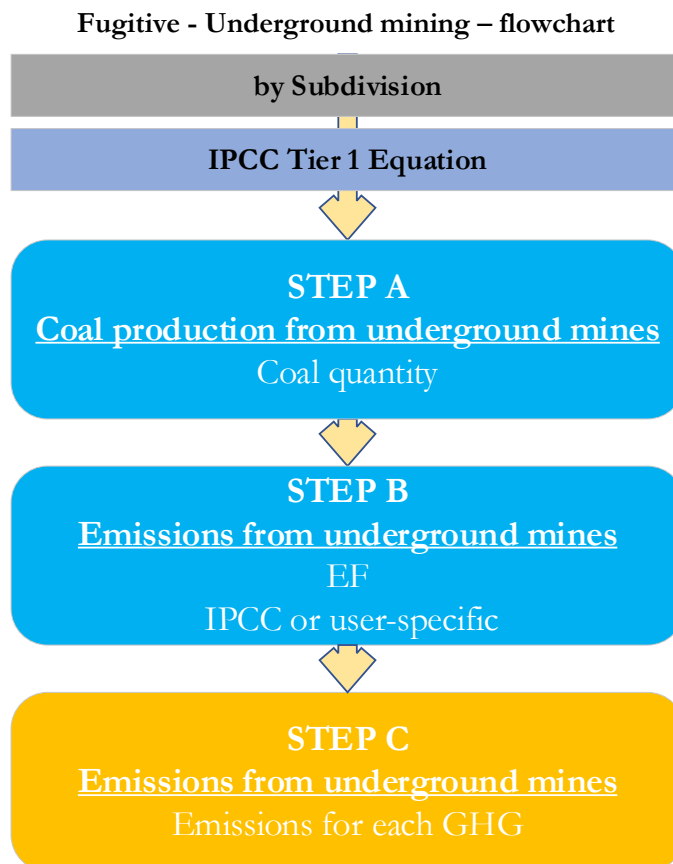 Fugitive - Underground mining – flowchart
by Subdivision
IPCC Tier 1 Equation
STEP A
Coal production from underground mines
Coal quantity
STEP B
Emissions from underground mines
EF
IPCC or user-specific
STEP C
Emissions from underground mines
Emissions for each GHG